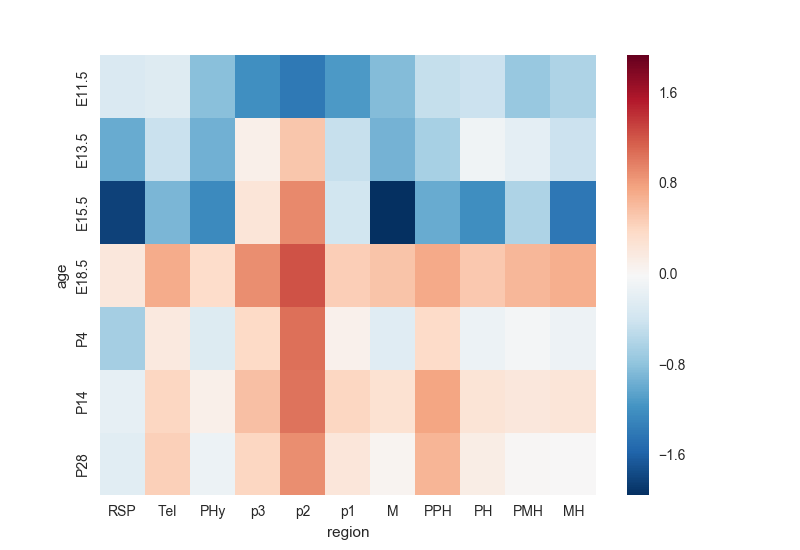 E11.5
E13.5
E15.5
E18.5
P4
P14
P28
age
RSP Tel PHy p3 p2 p1 M PPH PH PMH MH
region
1.6
0.8
0.0
−0.8
−1.6